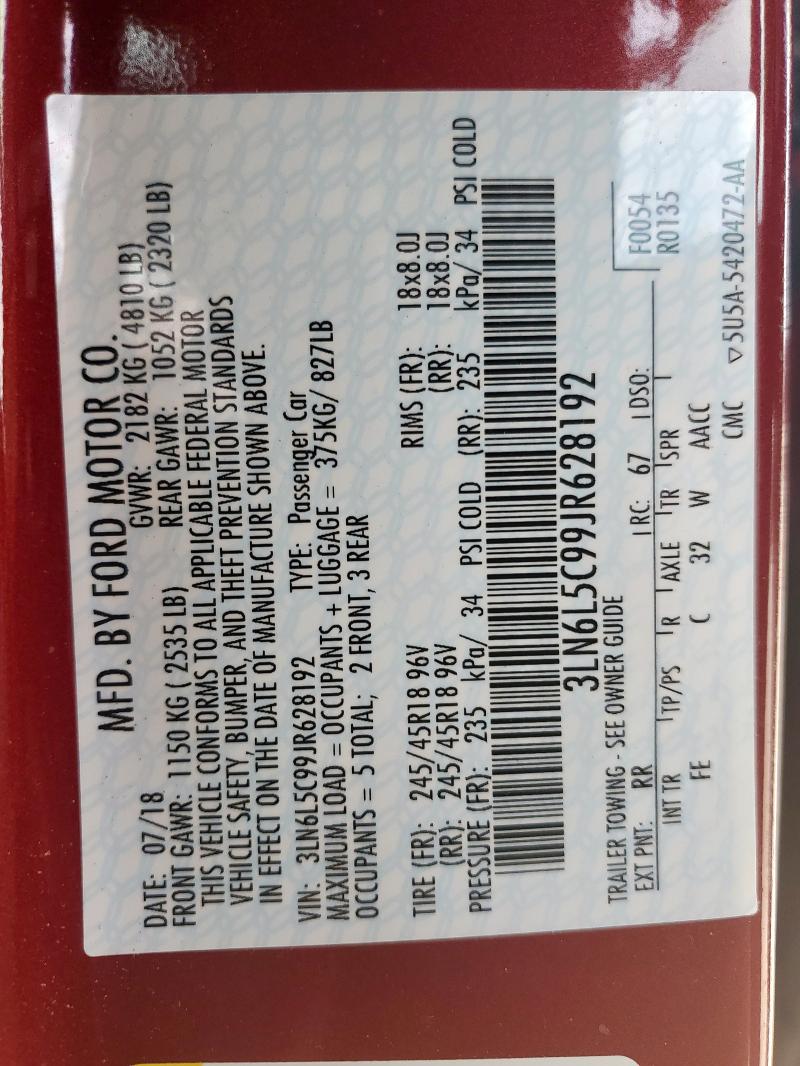 MFD. BY FORD MOTOR CO.
DATE: 07/18 GVWR: 2182 KG ( 4810 LB)
FRONT GAWR: 1150 KG ( 2535 LB) REAR GAWR: 1052 KG ( 2320 LB)
THIS VEHICLE CONFORMS TO ALL APPLICABLE FEDERAL MOTOR
VEHICLE SAFETY, BUMPER, AND THEFT PREVENTION STANDARDS
IN EFFECT ON THE DATE OF MANUFACTURE SHOWN ABOVE.
VIN: 3LN6L5C99JR628192 TYPE: Passenger Car
MAXIMUM LOAD = OCCUPANTS + LUGGAGE = 375KG/ 827LB
OCCUPANTS = 5 TOTAL; 2 FRONT, 3 REAR
TIRE (FR): 245/45R18 96V RIMS (FR): 18x8.0J
(RR): 245/45R18 96V (RR): 18x8.0J
PRESSURE (FR): 235 kPa/ 34 PSI COLD (RR): 235 kPa/ 34 PSI COLD
3LN6L5C99JR628192
TRAILER TOWING - SEE OWNER GUIDE
F0054
EXT PNT: RR RC: 67 DSO: R0135
INT TR TP/PS R AXLE TR SPR
FE C 32 W AACC
CMC ▽5U5A-5420472-AA